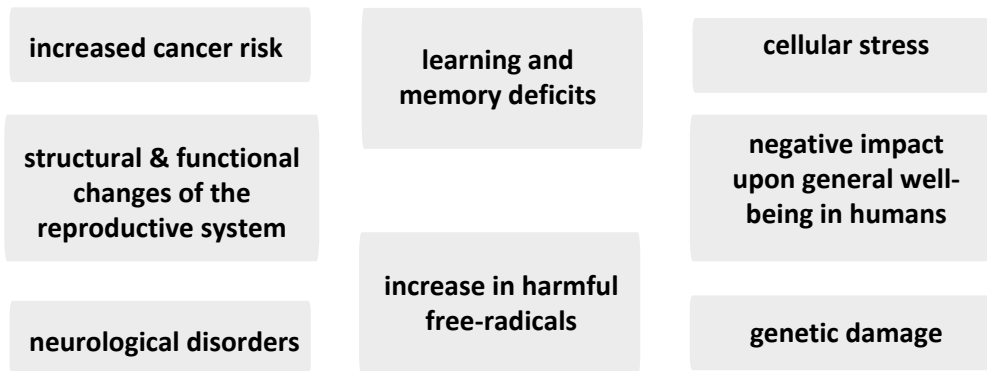 increased cancer risk
learning and
memory deficits
cellular stress
structural & functional
changes of the
reproductive system
negative impact
upon general well-
being in humans
increase in harmful
free-radicals
neurological disorders
genetic damage